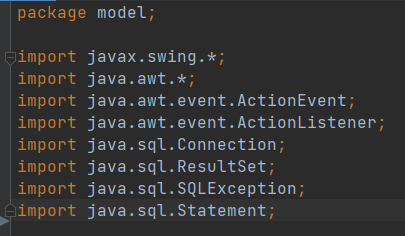 package model;
import javax.swing.*;
import java.awt.*;
import java.awt.event.ActionEvent;
import java.awt.event.ActionListener;
import java.sql.Connection;
import java.sql.ResultSet;
import java.sql.SQLException;
import java.sql.Statement;